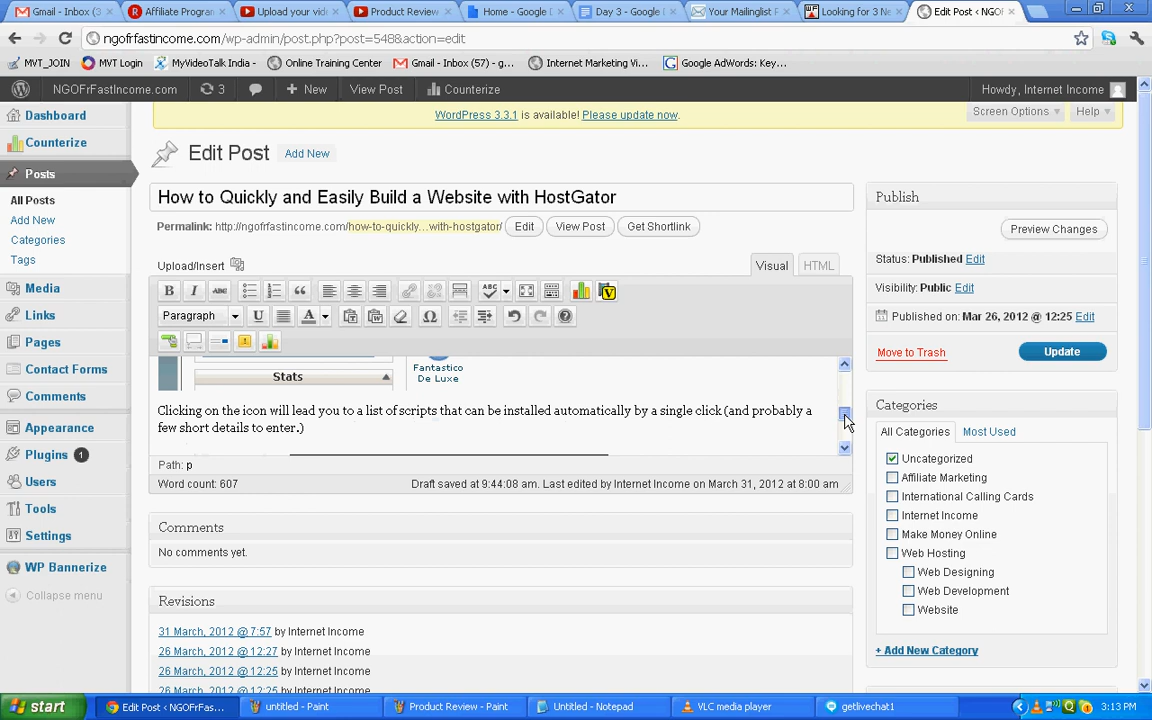 Gmail - Inbox (3
Affiliate Program
Upload your vid
Product Review
Home - Google D
Day 3 - Google
Your Mailinglist P
Looking for 3 Ne
Edit Post < NGOF
ngofrfastincome.com/wp-admin/post.php?post=548&action=edit
MVT_JOIN
MVT Login
MyVideoTalk India -
Online Training Center
Gmail - Inbox (57) - g...
Internet Marketing Vi...
Google AdWords: Key...
NGOFrFastIncome.com
3
New
View Post
Counterize
Howdy, Internet Income
WordPress 3.3.1 is available! Please update now.
Screen Options
Help
Dashboard
Counterize
Posts
All Posts
Add New
Categories
Tags
Media
Links
Pages
Contact Forms
Comments
Appearance
Plugins 1
Users
Tools
Settings
WP Bannerize
Collapse menu
Edit Post
Add New
How to Quickly and Easily Build a Website with HostGator
Permalink: http://ngofrfastincome.com/how-to-quickly...with-hostgator/
Edit
View Post
Get Shortlink
Upload/Insert
Visual
HTML
B
I
ABC
ABC
Paragraph
U
A
Stats
Fantastico
De Luxe
Clicking on the icon will lead you to a list of scripts that can be installed automatically by a single click (and probably a
few short details to enter.)
Path: p
Word count: 607
Draft saved at 9:44:08 am. Last edited by Internet Income on March 31, 2012 at 8:00 am
Comments
No comments yet.
Revisions
31 March, 2012 @ 7:57 by Internet Income
26 March, 2012 @ 12:27 by Internet Income
26 March, 2012 @ 12:25 by Internet Income
26 March, 2012 @ 12:25 by Internet Income
Publish
Preview Changes
Status: Published Edit
Visibility: Public Edit
Published on: Mar 26, 2012 @ 12:25 Edit
Move to Trash
Update
Categories
All Categories
Most Used
Uncategorized
Affiliate Marketing
International Calling Cards
Internet Income
Make Money Online
Web Hosting
Web Designing
Web Development
Website
+ Add New Category
start
Edit Post < NGOFrFas...
untitled - Paint
Product Review - Paint
Untitled - Notepad
VLC media player
getlivechat1
3:13 PM